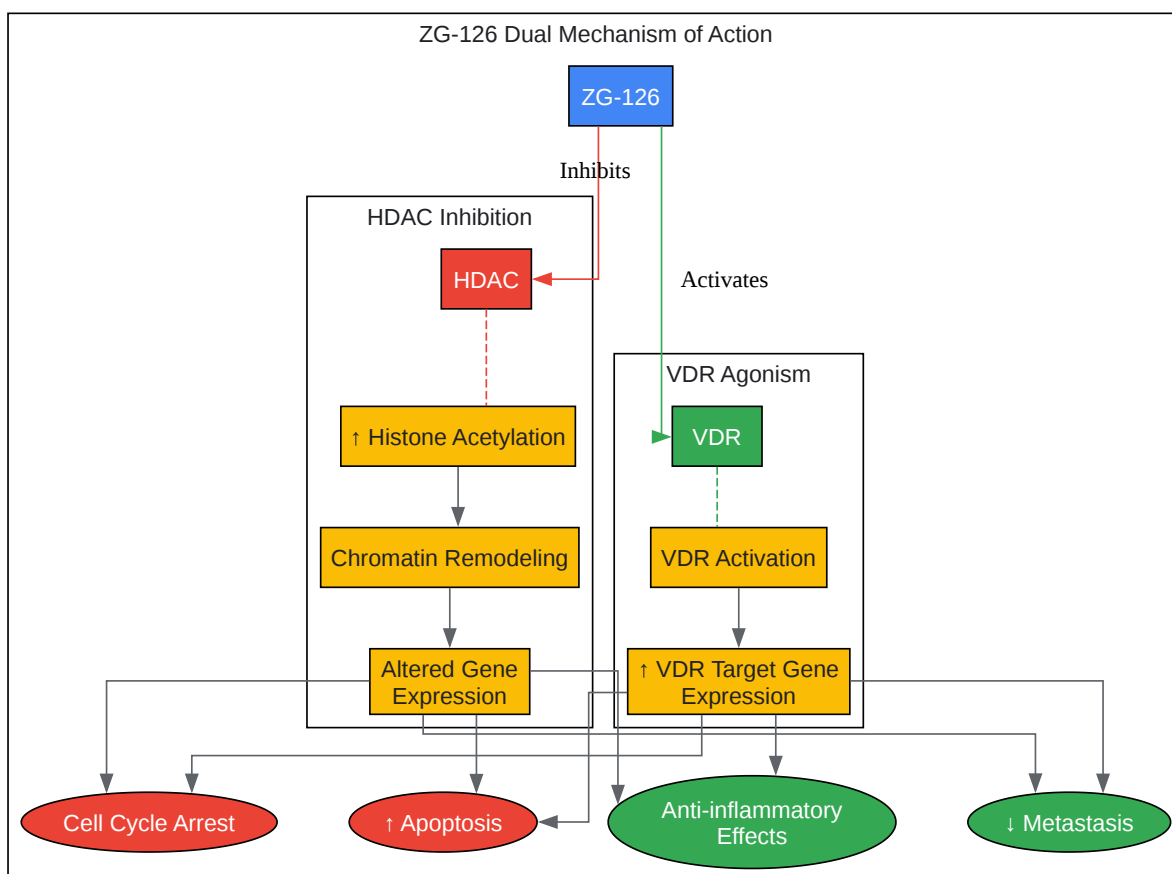 ZG-126 Dual Mechanism of Action
ZG-126
Inhibits
HDAC Inhibition
HDAC
Activates
VDR Agonism
↑ Histone Acetylation
VDR
Chromatin Remodeling
VDR Activation
Altered Gene
Expression
↑ VDR Target Gene
Expression
Cell Cycle Arrest
↑ Apoptosis
Anti-inflammatory
Effects
↓ Metastasis